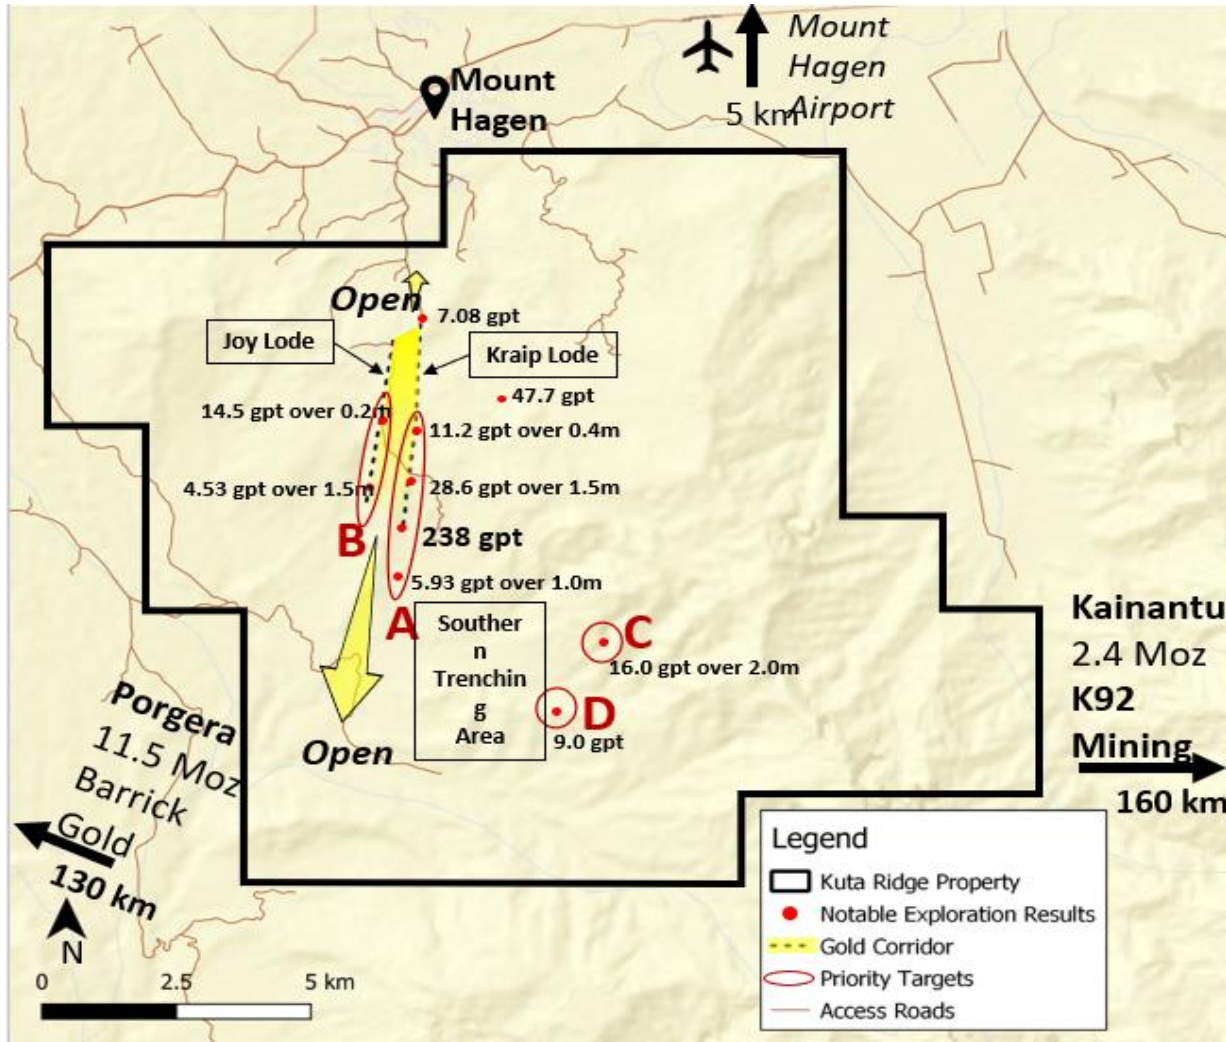 Mount
Hagen
Mount
Hagen
Airport
5 km
Open
7.08 gpt
Joy Lode
Kraip Lode
47.7 gpt
14.5 gpt over 0.2m
11.2 gpt over 0.4m
4.53 gpt over 1.5m
28.6 gpt over 1.5m
B
238 gpt
5.93 gpt over 1.0m
A
Souther
n
Trenchin
g
Area
C
16.0 gpt over 2.0m
D
9.0 gpt
Open
Kainantu
2.4 Moz
K92
Mining
160 km
Porgera
11.5 Moz
Barrick
Gold
130 km
N
0 2.5 5 km
Legend
Kuta Ridge Property
Notable Exploration Results
Gold Corridor
Priority Targets
Access Roads